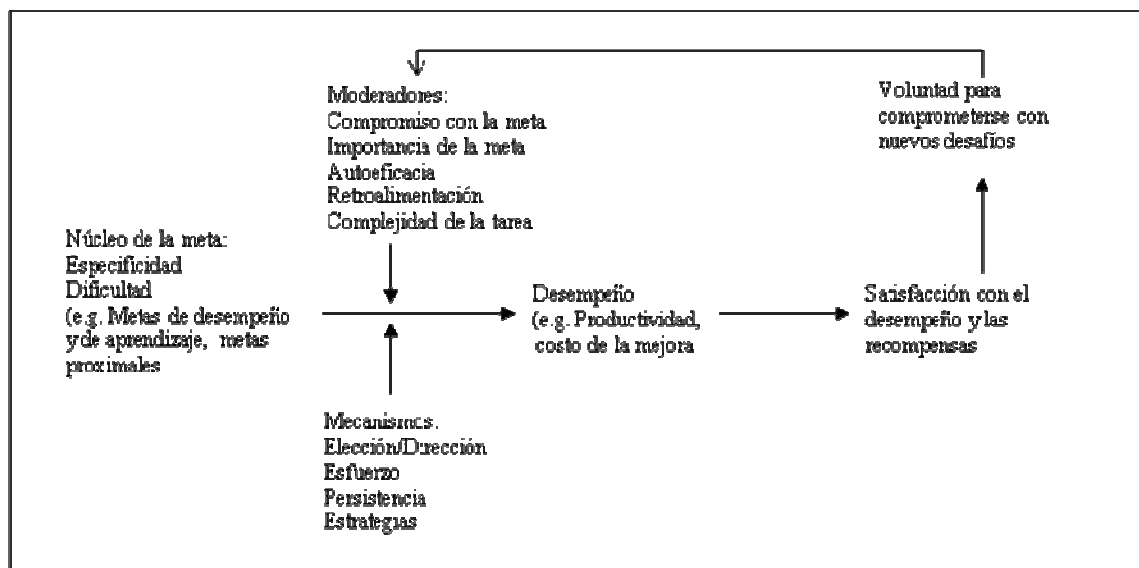 Moderadores:
Compromiso con la meta
Importancia de la meta
Autoeficacia
Retroalimentación
Complejidad de la tarea
Voluntad para
comprometerse con
nuevos desafíos
Núcleo de la meta:
Especificidad
Dificultad
(e.g. Metas de desempeño
y de aprendizaje, metas
proximales
Desempeño
(e.g. Productividad,
costo de la mejora
Satisfacción con el
desempeño y las
recompensas
Mecanismos:
Elección/Dirección
Esfuerzo
Persistencia
Estrategias